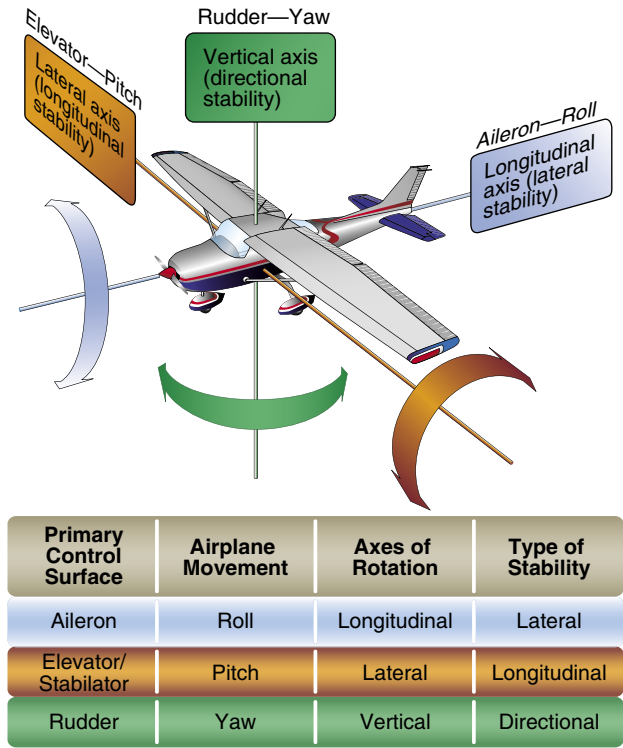 Rudder—Yaw
Vertical axis
(directional
stability)
Elevator—Pitch
Lateral axis
(longitudinal
stability)
Aileron—Roll
Longitudinal
axis (lateral
stability)
Primary
Control
Surface
Airplane
Movement
Axes of
Rotation
Type of
Stability
Aileron
Roll
Longitudinal
Lateral
Elevator/
Stabilator
Pitch
Lateral
Longitudinal
Rudder
Yaw
Vertical
Directional